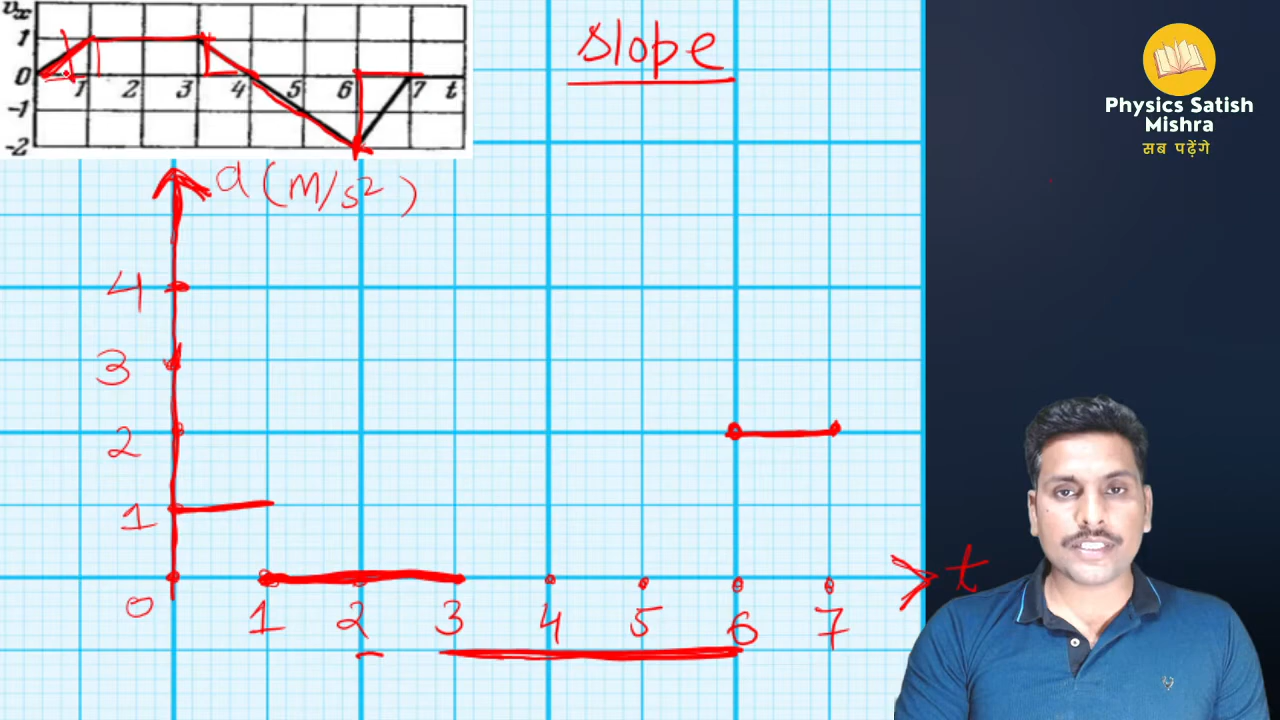 vx
1
0
-1
-2
1 2 3 4 5 6 7 t
slope
Physics Satish
Mishra
सब पढ़ेंगे
a (m/s²)
4
3
2
1
0
1 2 3 4 5 6 7
t